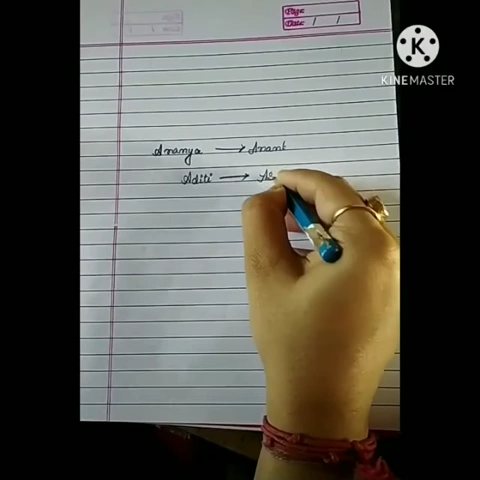 Page:
Date: / /
K
KINEMASTER
Ananya → Anant
Aditi →